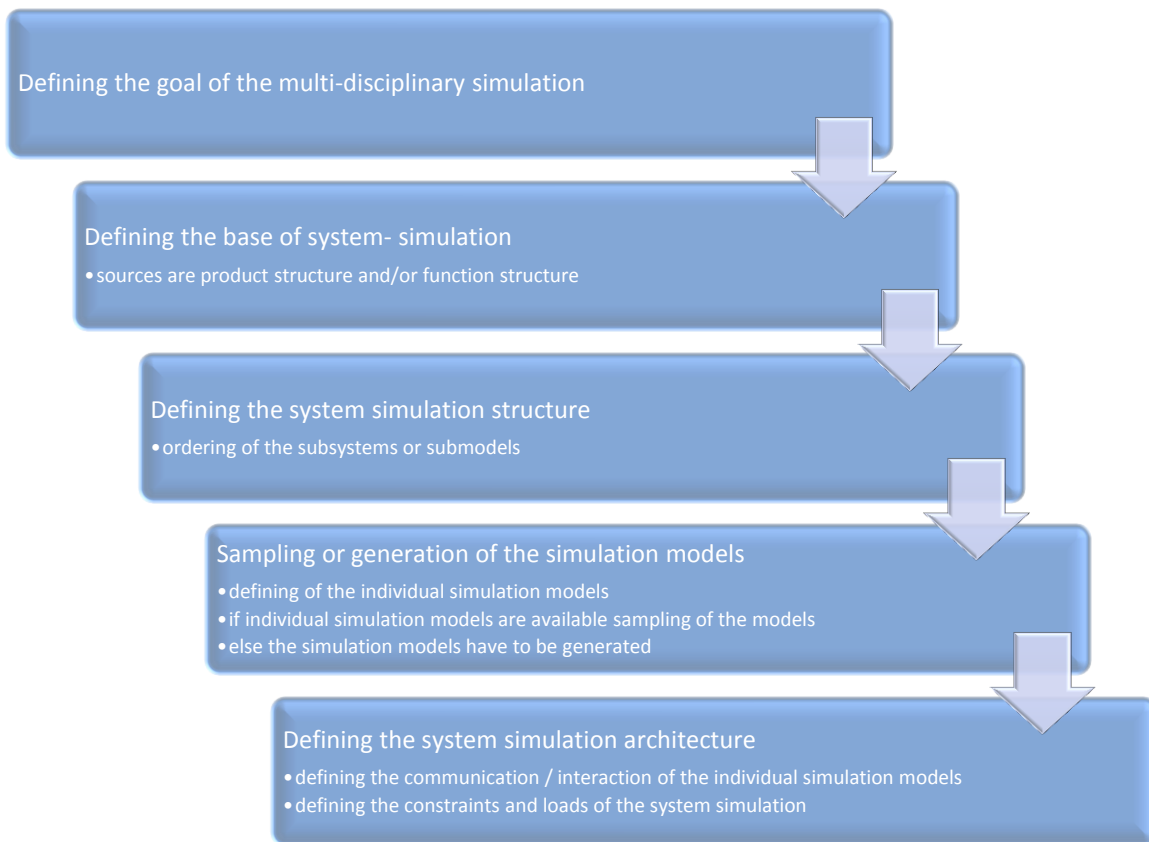 Defining the goal of the multi-disciplinary simulation
Defining the base of system- simulation
•sources are product structure and/or function structure
Defining the system simulation structure
•ordering of the subsystems or submodels
Sampling or generation of the simulation models
•defining of the individual simulation models
•if individual simulation models are available sampling of the models
•else the simulation models have to be generated
Defining the system simulation architecture
•defining the communication / interaction of the individual simulation models
•defining the constraints and loads of the system simulation